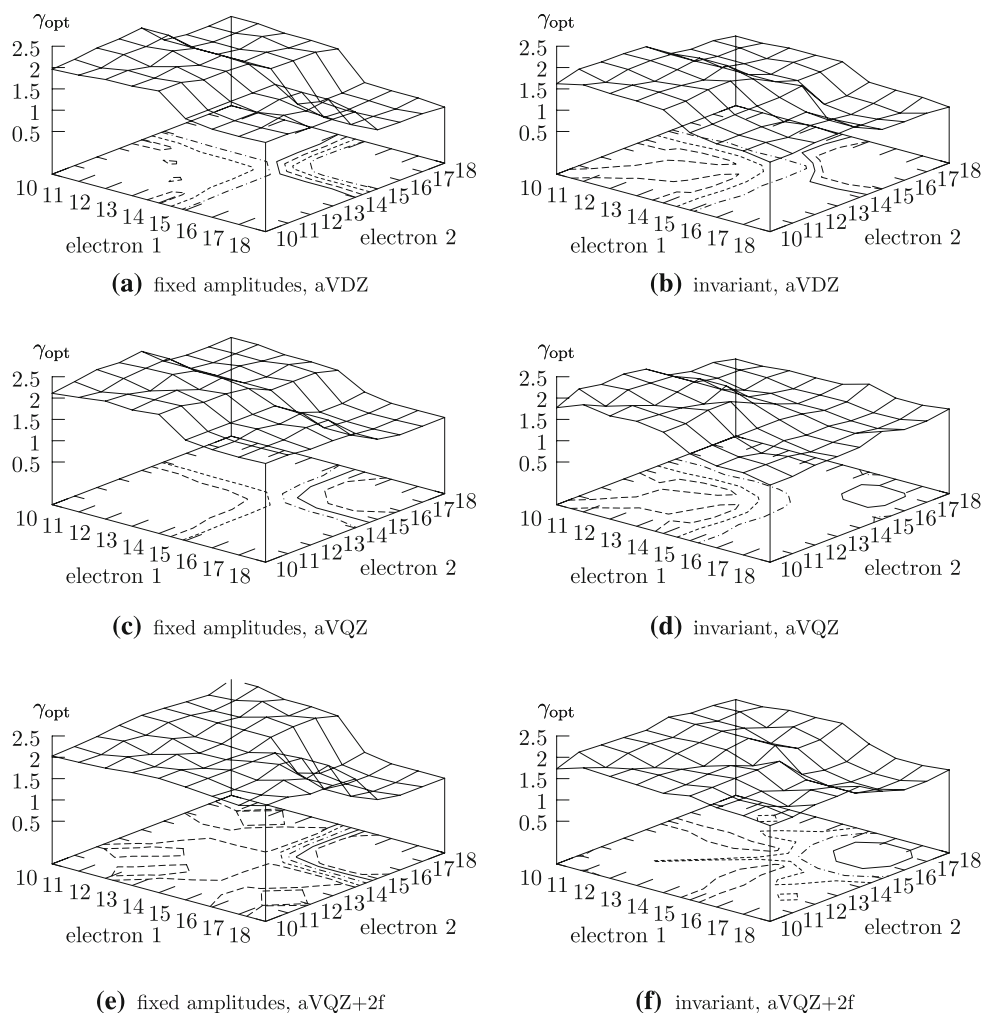 γopt γopt
2.5 2.5
2 2
1.5 1.5
1 1
0.5 0.5
10 11 12 13 14 15 16 17 18 10 11 12 13 14 15 16 17 18
10 11 12 13 14 15 16 17 18 10 11 12 13 14 15 16 17 18
electron 1 electron 2 electron 1 electron 2
(a) fixed amplitudes, aVDZ (b) invariant, aVDZ
γopt γopt
2.5 2.5
2 2
1.5 1.5
1 1
0.5 0.5
10 11 12 13 14 15 16 17 18 10 11 12 13 14 15 16 17 18
10 11 12 13 14 15 16 17 18 10 11 12 13 14 15 16 17 18
electron 1 electron 2 electron 1 electron 2
(c) fixed amplitudes, aVQZ (d) invariant, aVQZ
γopt γopt
2.5 2.5
2 2
1.5 1.5
1 1
0.5 0.5
10 11 12 13 14 15 16 17 18 10 11 12 13 14 15 16 17 18
10 11 12 13 14 15 16 17 18 10 11 12 13 14 15 16 17 18
electron 1 electron 2 electron 1 electron 2
(e) fixed amplitudes, aVQZ+2f (f) invariant, aVQZ+2f